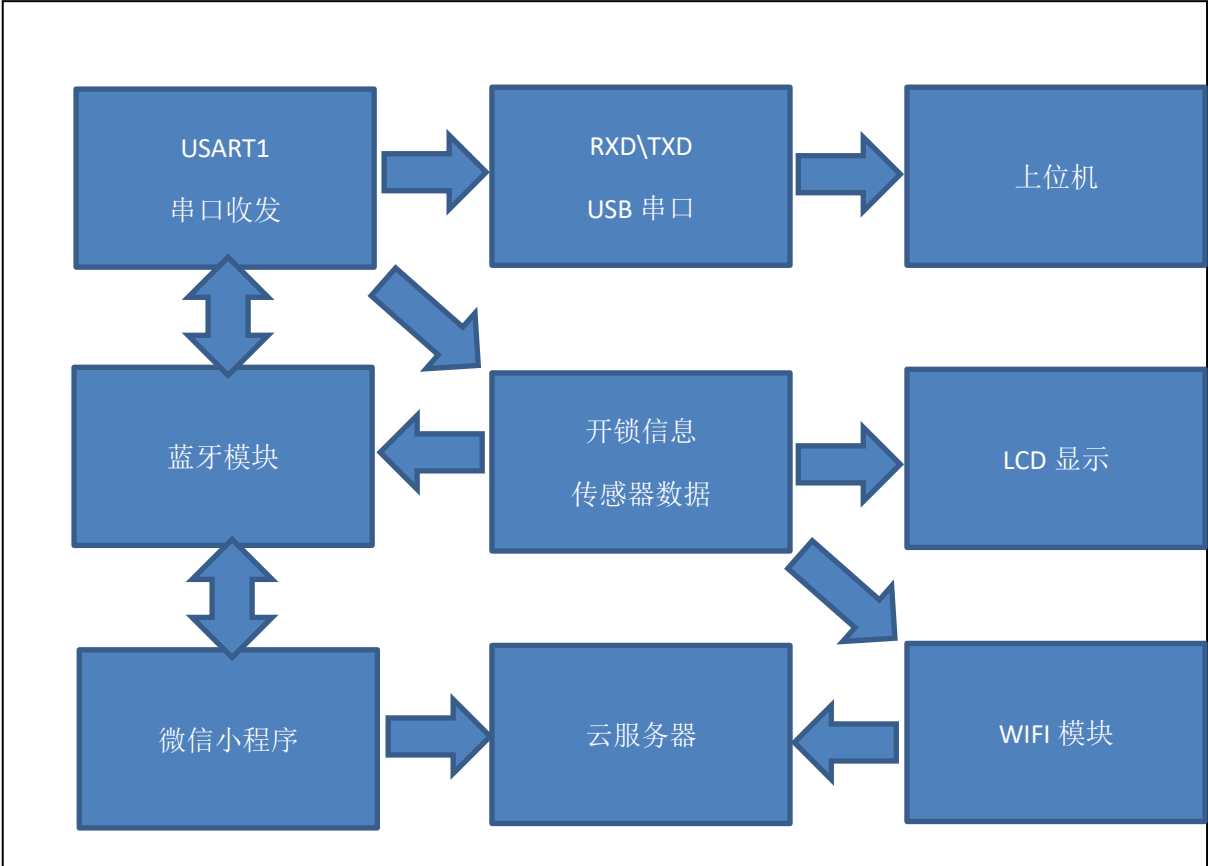 USART1
串口收发
RXD\TXD
USB 串口
上位机
蓝牙模块
开锁信息
传感器数据
LCD 显示
微信小程序
云服务器
WIFI 模块